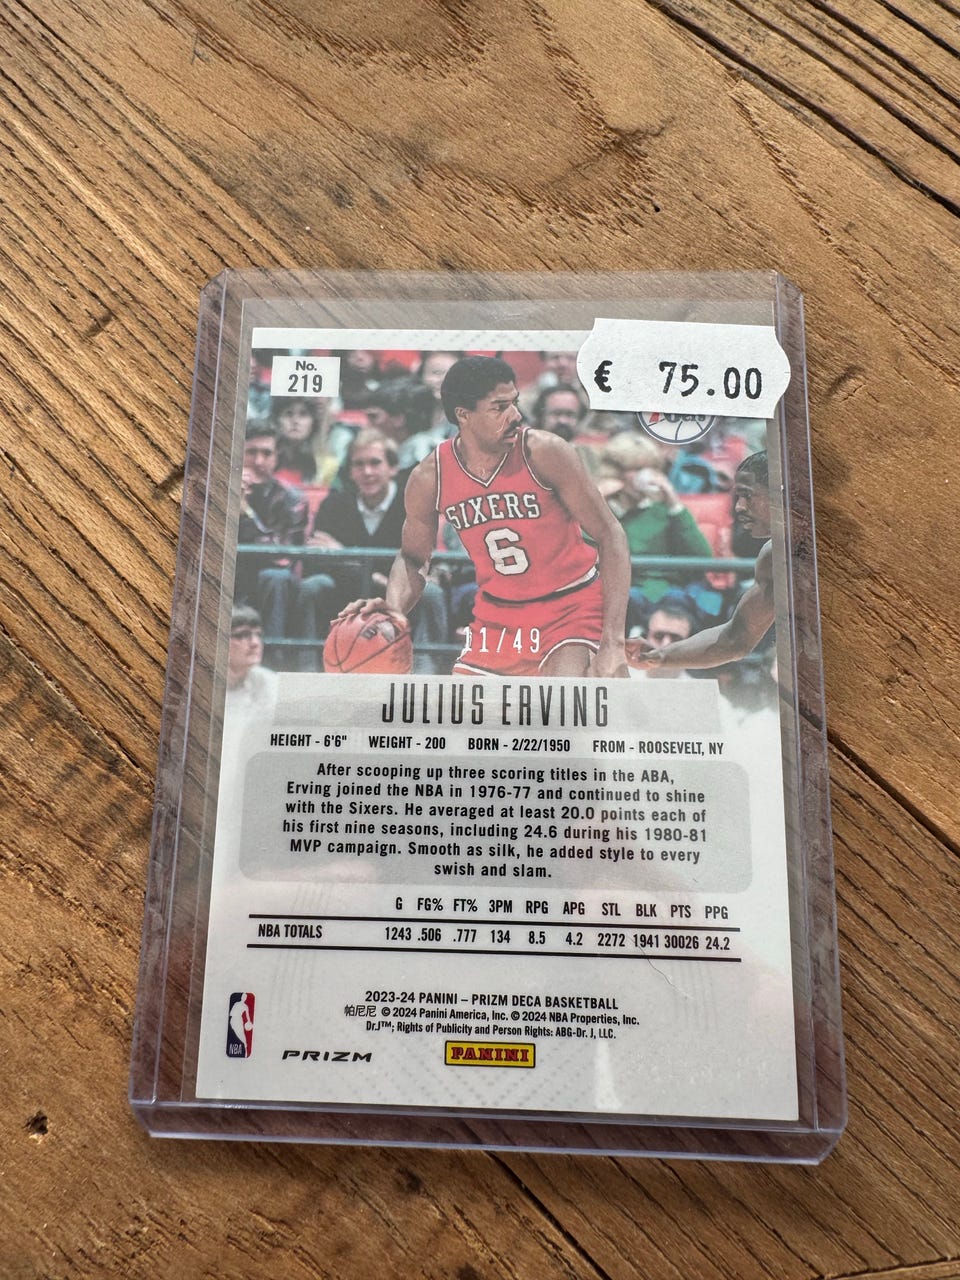 No.
219
€ 75.00
SIXERS
6
11/49
JULIUS ERVING
HEIGHT - 6'6" WEIGHT - 200 BORN - 2/22/1950 FROM - ROOSEVELT, NY
After scooping up three scoring titles in the ABA,
Erving joined the NBA in 1976-77 and continued to shine
with the Sixers. He averaged at least 20.0 points each of
his first nine seasons, including 24.6 during his 1980-81
MVP campaign. Smooth as silk, he added style to every
swish and slam.
G FG% FT% 3PM RPG APG STL BLK PTS PPG
NBA TOTALS 1243 .506 .777 134 8.5 4.2 2272 1941 30026 24.2
2023-24 PANINI – PRIZM DECA BASKETBALL
帕尼尼 © 2024 Panini America, Inc. © 2024 NBA Properties, Inc.
Dr.J™; Rights of Publicity and Person Rights: ABG-Dr. J, LLC.
NBA
PRIZM
PANINI